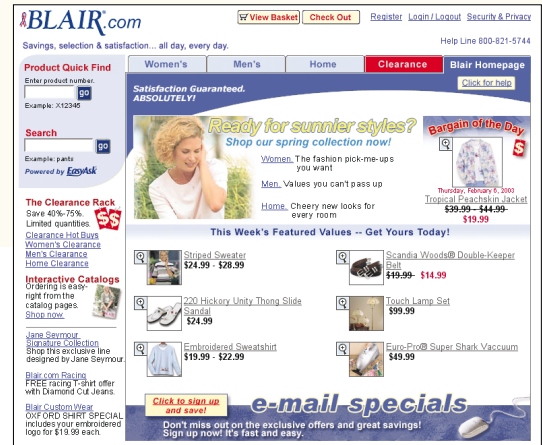 BLAIR.com
View Basket Check Out Register Login / Logout Security & Privacy
Savings, selection & satisfaction... all day, every day.
Help Line 800-821-5744
Women's Men's Home Clearance Blair Homepage
Product Quick Find
Enter product number.
go
Example: X12345
Search
go
Example: pants
Powered by EasyAsk
The Clearance Rack
Save 40%-75%.
Limited quantities.
Clearance Hot Buys
Women's Clearance
Men's Clearance
Home Clearance
Interactive Catalogs
Ordering is easy-
right from the
catalog pages.
Shop now.
Jane Seymour
Signature Collection
Shop this exclusive line
designed by Jane Seymour.
Blair.com Racing
FREE racing T-shirt offer
with Diamond Cut Jeans.
Blair Custom Wear
OXFORD SHIRT SPECIAL
includes your embroidered
logo for $19.99 each.
Satisfaction Guaranteed.
ABSOLUTELY!
Click for help
Ready for sunnier styles?
Shop our spring collection now!
Women. The fashion pick-me-ups
you want
Men. Values you can't pass up
Home. Cheery new looks for
every room
Bargain of the Day
$
Thursday, February 6, 2003
Tropical Peachskin Jacket
$39.99 - $44.99
$19.99
This Week's Featured Values -- Get Yours Today!
Striped Sweater
$24.99 - $28.99
Scandia Woods® Double-Keeper
Belt
$19.99 $14.99
220 Hickory Unity Thong Slide
Sandal
$24.99
Touch Lamp Set
$99.99
Embroidered Sweatshirt
$19.99 - $22.99
Euro-Pro® Super Shark Vaccuum
$49.99
Click to sign up
and save!
e-mail specials
Don't miss out on the exclusive offers and great savings!
Sign up now! It's fast and easy.